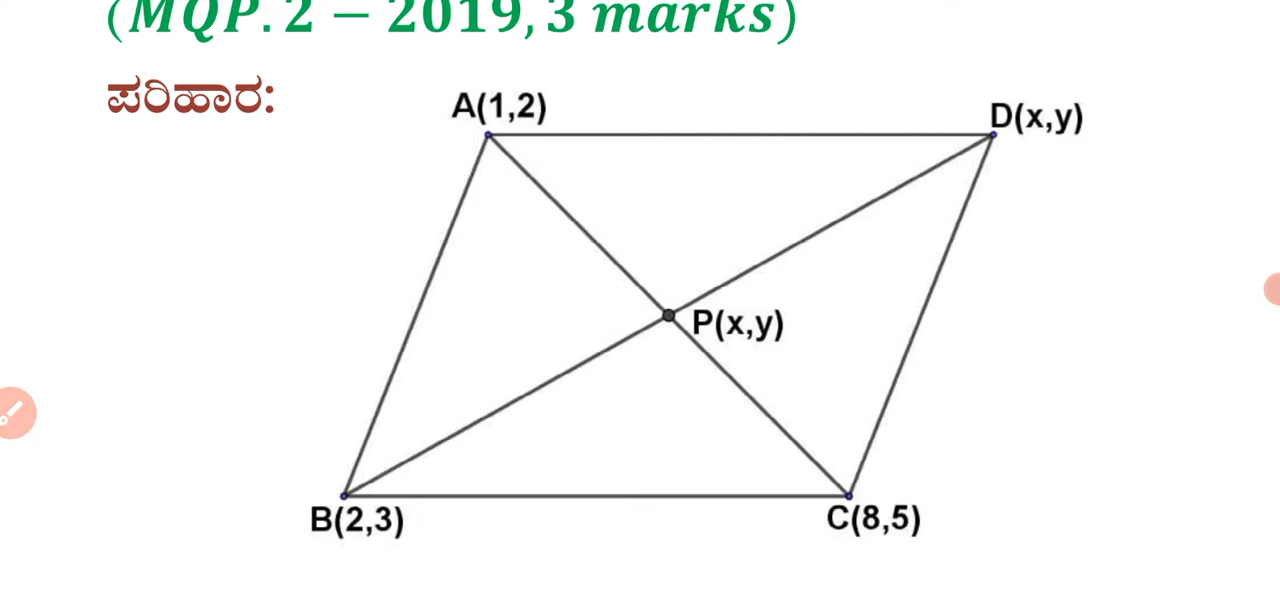 (MQP. 2 − 2019, 3 marks)
ಪರಿಹಾರ:
A(1,2)
D(x,y)
P(x,y)
B(2,3)
C(8,5)